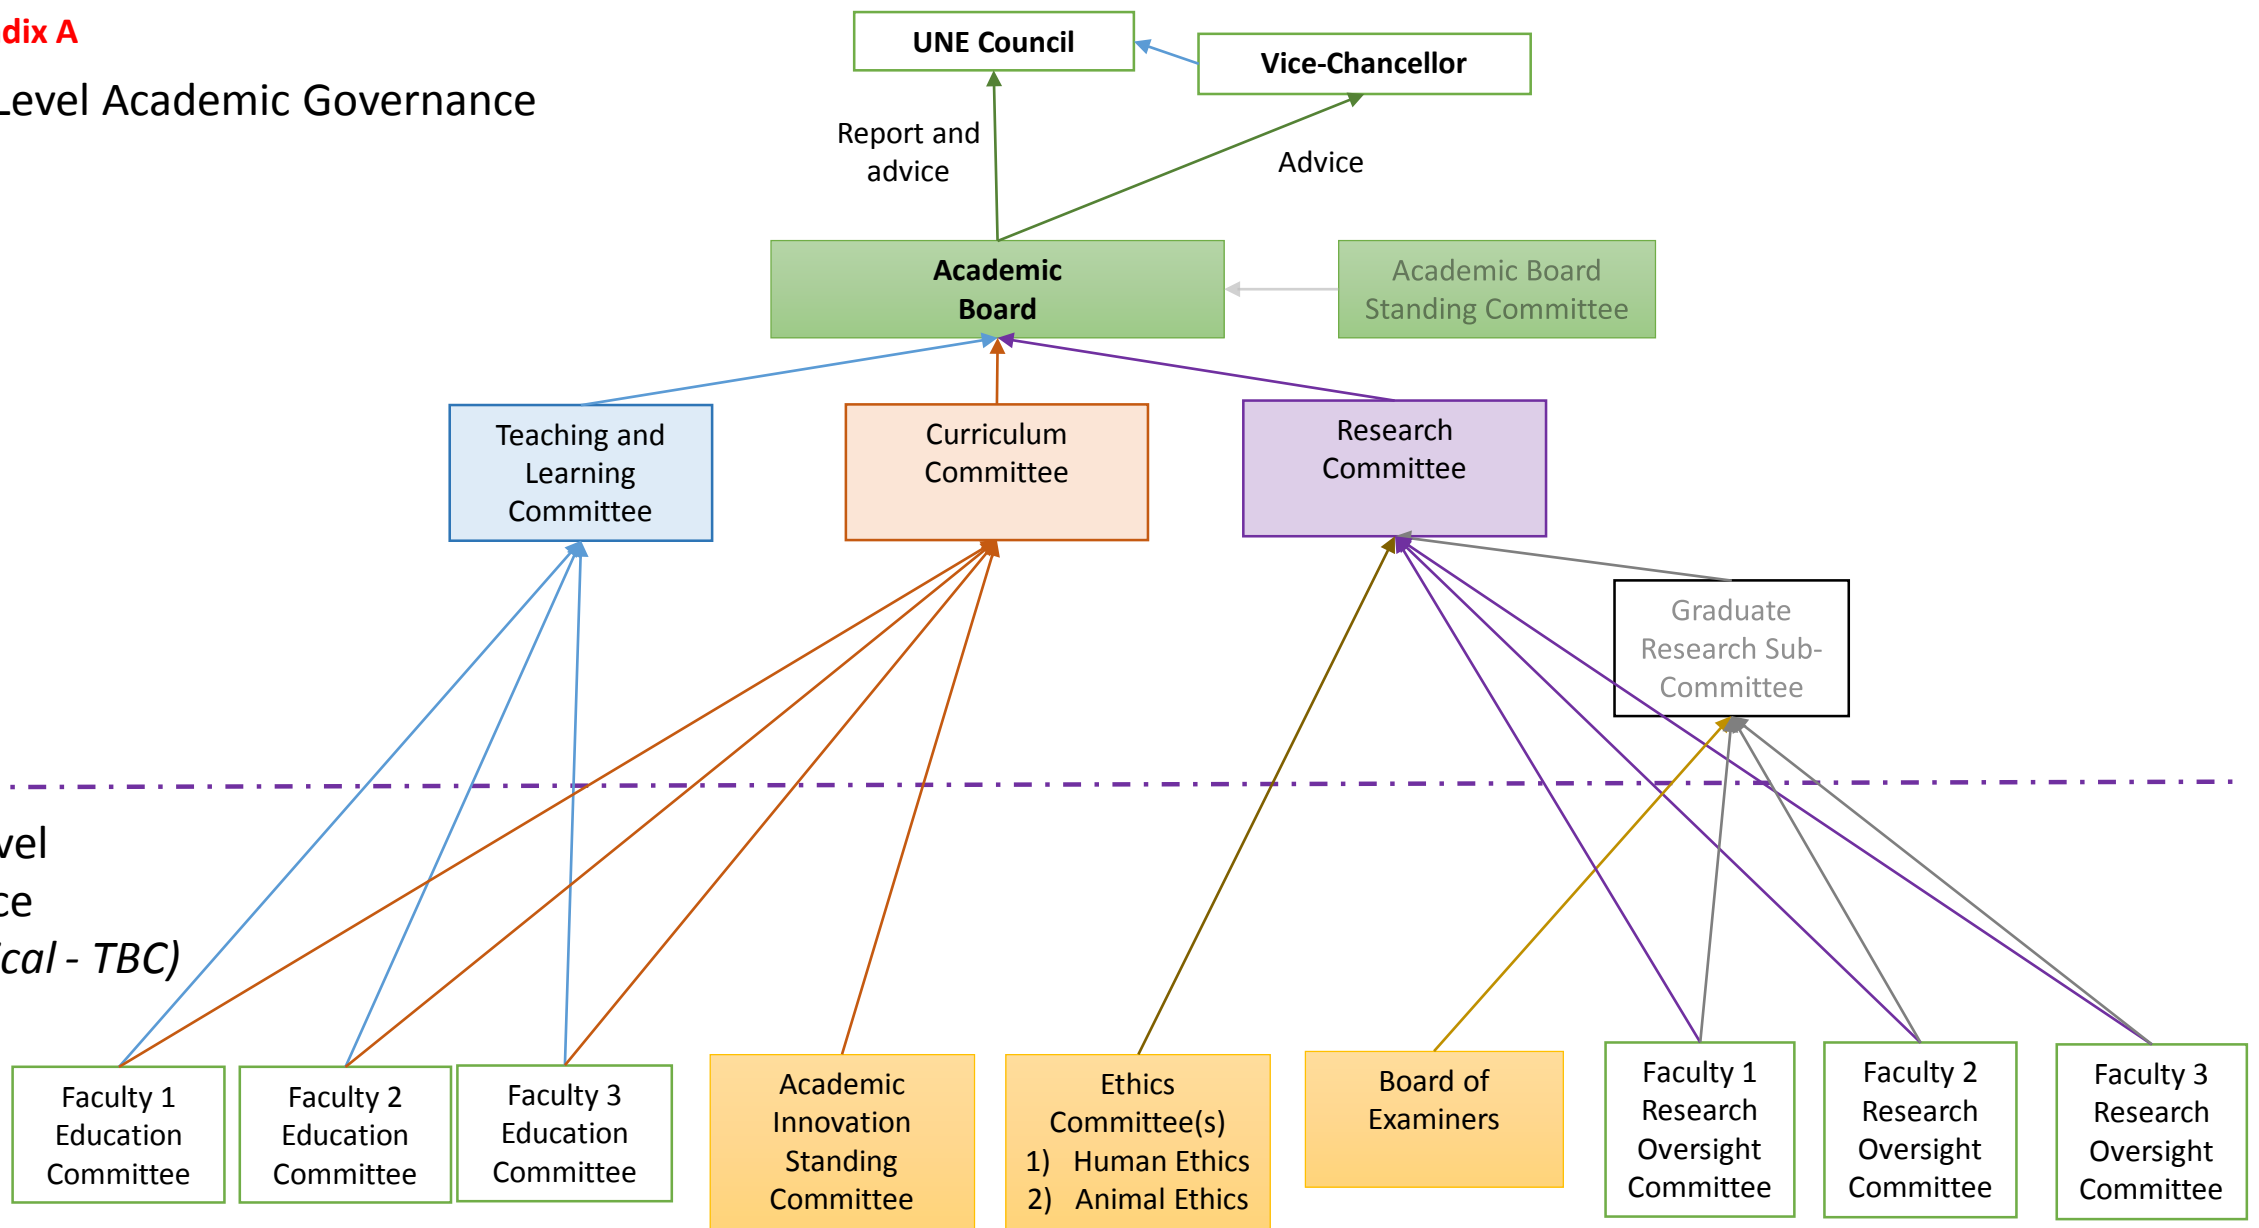 dix A
Level Academic Governance
UNE Council
Vice-Chancellor
Report and
advice
Advice
Academic
Board
Academic Board
Standing Committee
Teaching and
Learning
Committee
Curriculum
Committee
Research
Committee
Graduate
Research Sub-
Committee
vel
ce
ical - TBC)
Faculty 1
Education
Committee
Faculty 2
Education
Committee
Faculty 3
Education
Committee
Academic
Innovation
Standing
Committee
Ethics
Committee(s)
1) Human Ethics
2) Animal Ethics
Board of
Examiners
Faculty 1
Research
Oversight
Committee
Faculty 2
Research
Oversight
Committee
Faculty 3
Research
Oversight
Committee